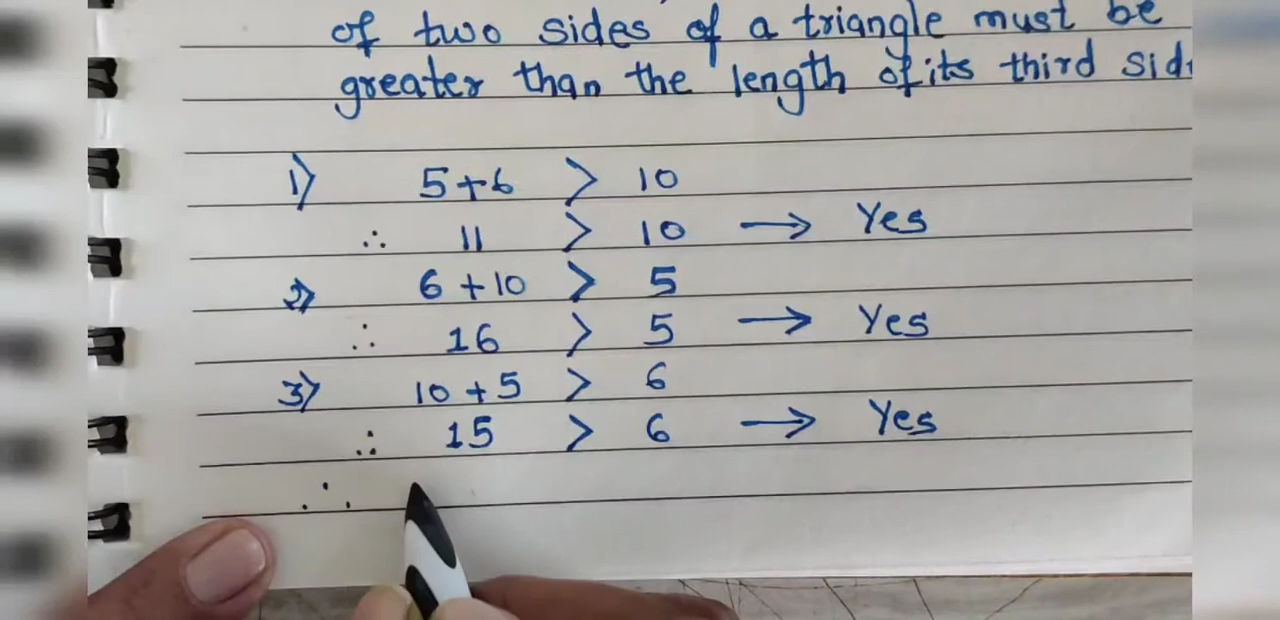 of two sides of a triangle must be
greater than the length of its third sid
1) 5+6 > 10
∴ 11 > 10 → Yes
2) 6+10 > 5
∴ 16 > 5 → Yes
3) 10+5 > 6
∴ 15 > 6 → Yes
∴